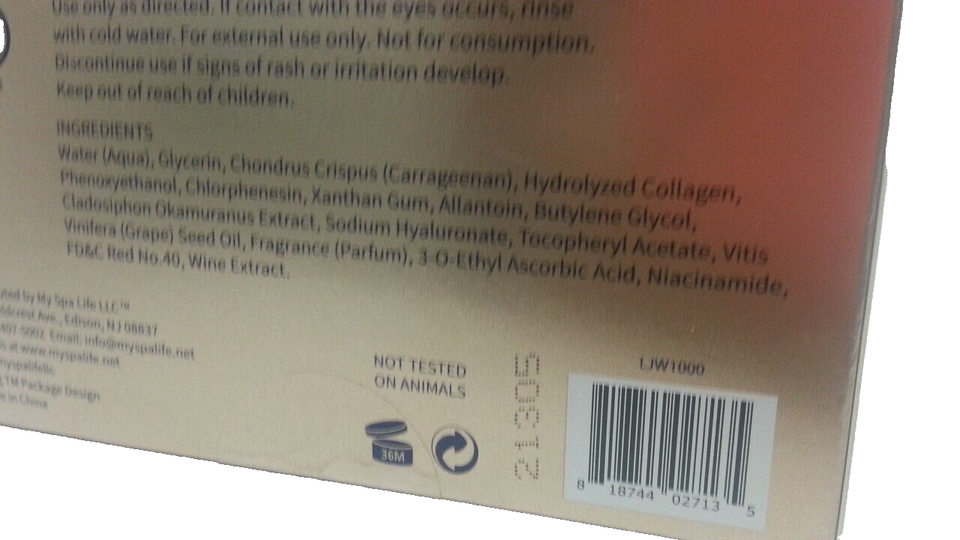 Use only as directed. If contact with the eyes occurs, rinse
with cold water. For external use only. Not for consumption.
Discontinue use if signs of rash or irritation develop.
Keep out of reach of children.
INGREDIENTS
Water (Aqua), Glycerin, Chondrus Crispus (Carrageenan), Hydrolyzed Collagen,
Phenoxyethanol, Chlorphenesin, Xanthan Gum, Allantoin, Butylene Glycol,
Cladosiphon Okamuranus Extract, Sodium Hyaluronate, Tocopheryl Acetate, Vitis
Vinifera (Grape) Seed Oil, Fragrance (Parfum), 3-O-Ethyl Ascorbic Acid, Niacinamide,
FD&C Red No.40, Wine Extract.
by My Spa Life LLC™
Ave., Edison, NJ 08837
Email: info@myspalife.net
at www.myspalife.net
myspalifellc
™ Package Design
in China
NOT TESTED
ON ANIMALS
36M
21305
LJW1000
8 18744 02713 5